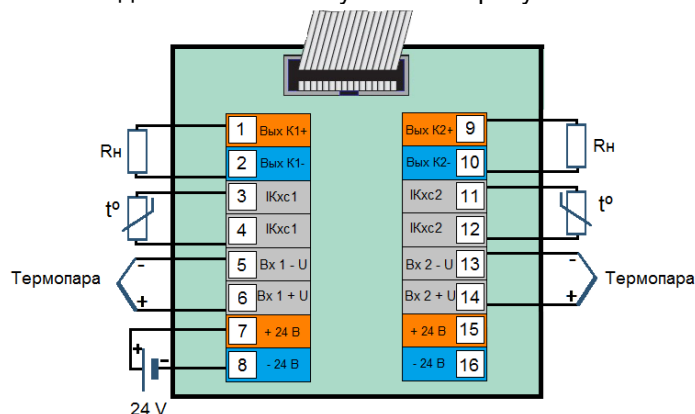 1 Вых К1+
2 Вых К1-
3 IКхс1
4 IКхс1
5 Вх 1 - U
6 Вх 1 + U
7 + 24 В
8 - 24 В
Вых К2+ 9
Вых К2- 10
IКхс2 11
IКхс2 12
Вх 2 - U 13
Вх 2 + U 14
+ 24 В 15
- 24 В 16
Rн
tº
Термопара
-
+
+
-
24 V
Rн
tº
Термопара
-
+